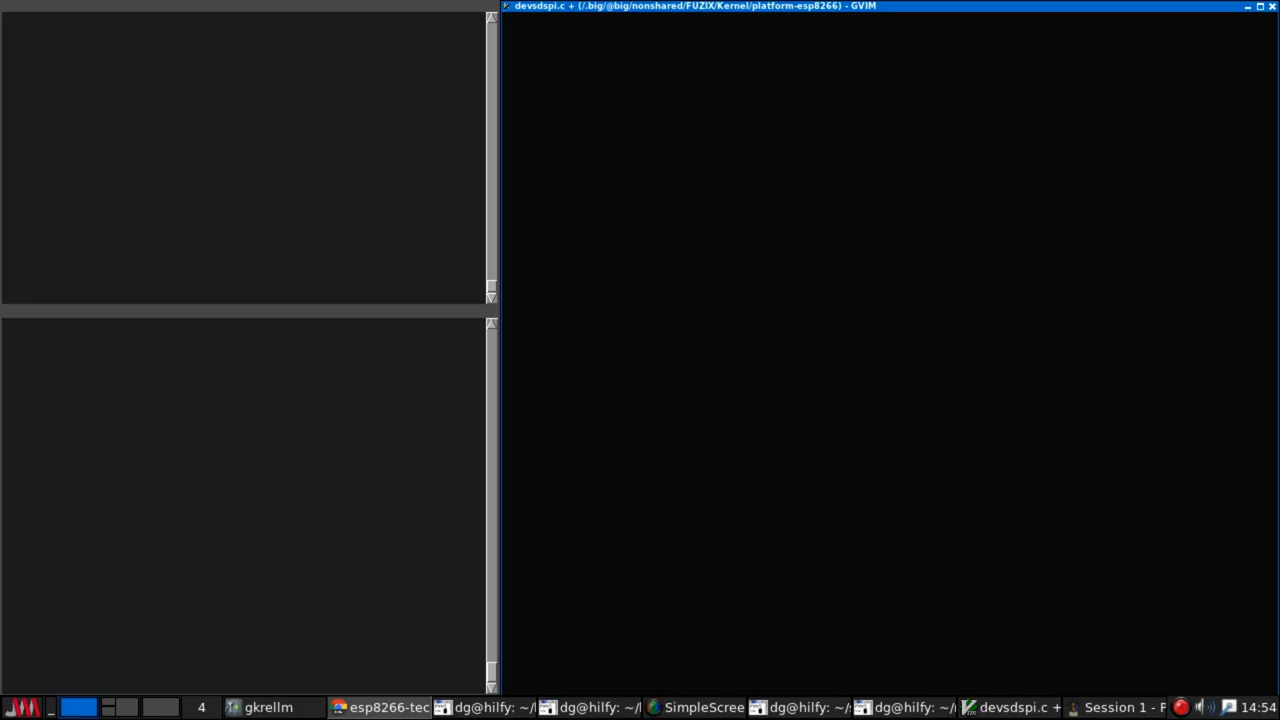 devsdspi.c + (/.big/@big/nonshared/FUZIX/Kernel/platform-esp8266) - GVIM
4 gkrellm esp8266-tec dg@hilfy: ~/ dg@hilfy: ~/ SimpleScree dg@hilfy: ~/ dg@hilfy: ~/ devsdspi.c + Session 1 - 14:54